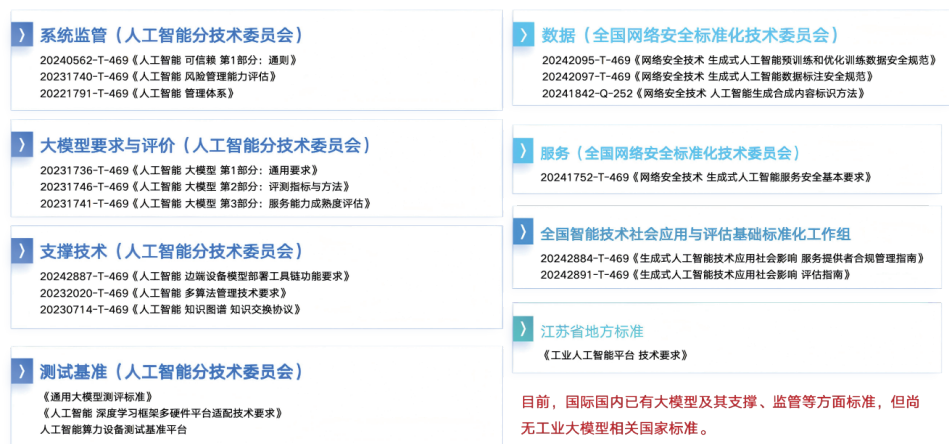 系统监管（人工智能分技术委员会）
20240562-T-469《人工智能 可信赖 第1部分：通则》
20231740-T-469《人工智能 风险管理能力评估》
20221791-T-469《人工智能 管理体系》
大模型要求与评价（人工智能分技术委员会）
20231736-T-469《人工智能 大模型 第1部分：通用要求》
20231746-T-469《人工智能 大模型 第2部分：评测指标与方法》
20231741-T-469《人工智能 大模型 第3部分：服务能力成熟度评估》
支撑技术（人工智能分技术委员会）
20242887-T-469《人工智能 边端设备模型部署工具链功能要求》
20232020-T-469《人工智能 多算法管理技术要求》
20230714-T-469《人工智能 知识图谱 知识交换协议》
测试基准（人工智能分技术委员会）
《通用大模型测评标准》
《人工智能 深度学习框架多硬件平台适配技术要求》
人工智能算力设备测试基准平台
数据（全国网络安全标准化技术委员会）
20242095-T-469《网络安全技术 生成式人工智能预训练和优化训练数据安全规范》
20242097-T-469《网络安全技术 生成式人工智能数据标注安全规范》
20241842-Q-252《网络安全技术 人工智能生成合成内容标识方法》
服务（全国网络安全标准化技术委员会）
20241752-T-469《网络安全技术 生成式人工智能服务安全基本要求》
全国智能技术社会应用与评估基础标准化工作组
20242884-T-469《生成式人工智能技术应用社会影响 服务提供者合规管理指南》
20242891-T-469《生成式人工智能技术应用社会影响 评估指南》
江苏省地方标准
《工业人工智能平台 技术要求》
目前，国际国内已有大模型及其支撑、监管等方面标准，但尚
无工业大模型相关国家标准。